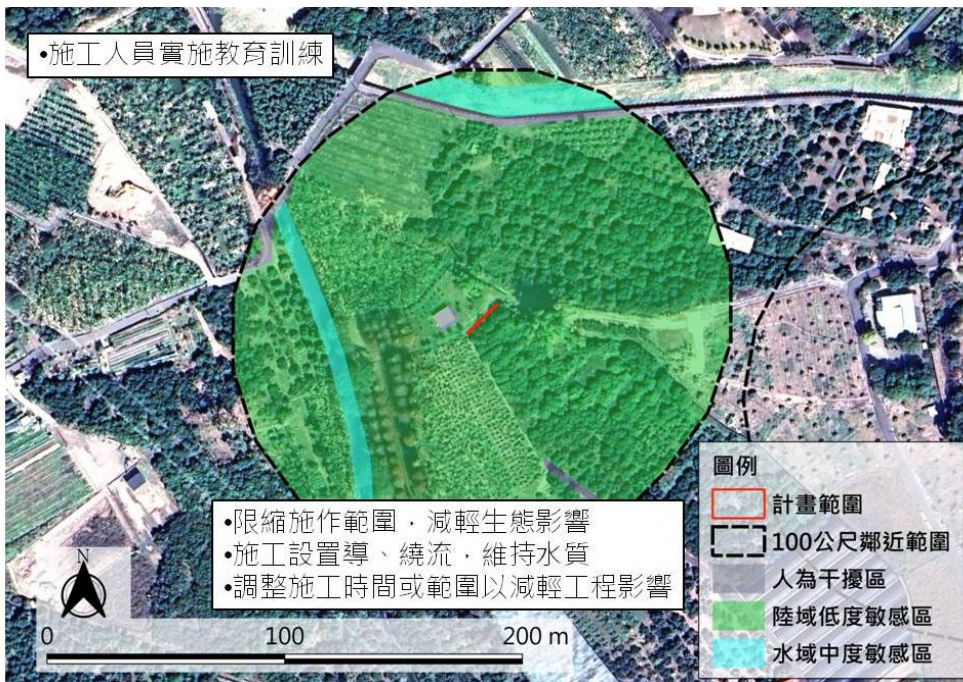 •施工人員實施教育訓練
•限縮施作範圍，減輕生態影響
•施工設置導、繞流，維持水質
•調整施工時間或範圍以減輕工程影響
N
0 100 200 m
圖例
計畫範圍
100公尺鄰近範圍
人為干擾區
陸域低度敏感區
水域中度敏感區